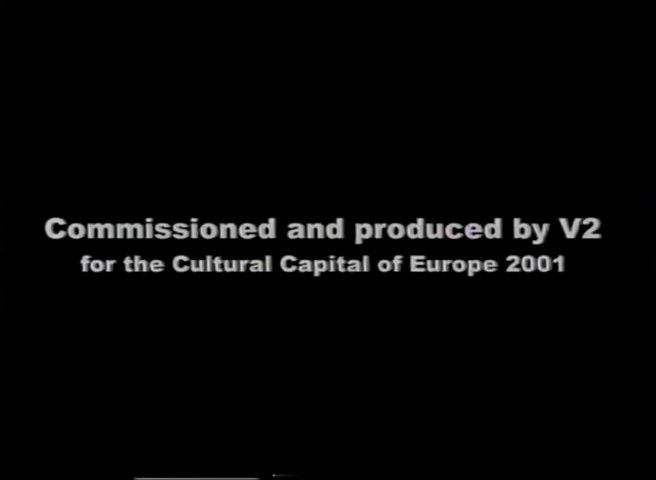 Commissioned and produced by V2
for the Cultural Capital of Europe 2001